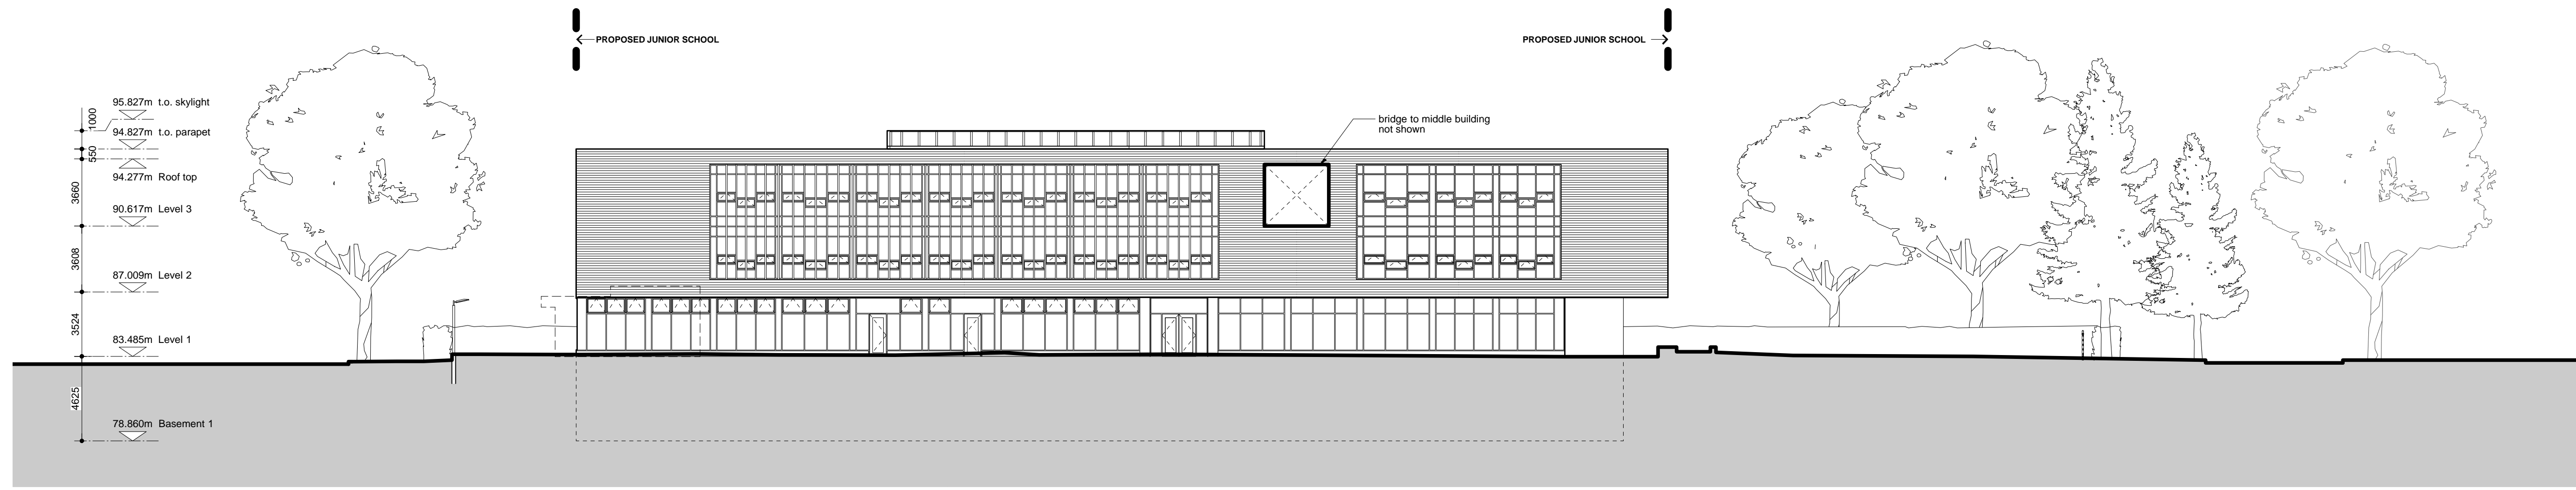 PROPOSED JUNIOR SCHOOL
PROPOSED JUNIOR SCHOOL
95.827m t.o. skylight
1000
94.827m t.o. parapet
550
94.277m Roof top
3660
90.617m Level 3
3608
87.009m Level 2
3524
83.485m Level 1
4625
78.860m Basement 1
bridge to middle building
not shown